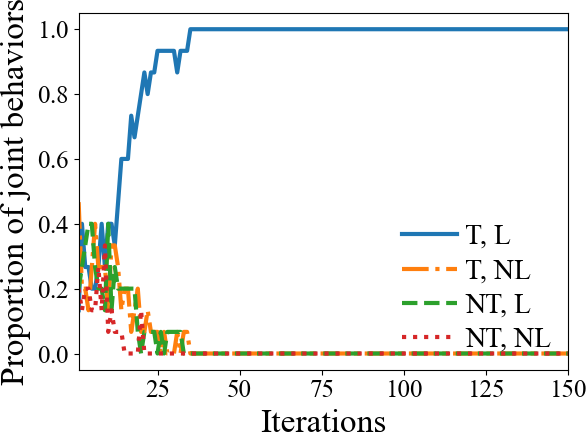 Proportion of joint behaviors
1.0
0.8
0.6
0.4
0.2
0.0
T, L
T, NL
NT, L
NT, NL
25 50 75 100 125 150
Iterations